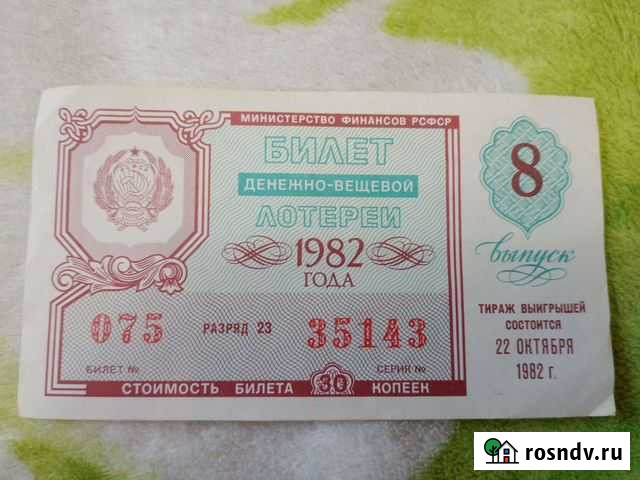 МИНИСТЕРСТВО ФИНАНСОВ РСФСР
БИЛЕТ
ДЕНЕЖНО-ВЕЩЕВОЙ
ЛОТЕРЕИ
1982
ГОДА
075 РАЗРЯД 23 35143
БИЛЕТ № СЕРИЯ №
СТОИМОСТЬ БИЛЕТА 30 КОПЕЕК
8
выпуск
ТИРАЖ ВЫИГРЫШЕЙ
СОСТОИТСЯ
22 ОКТЯБРЯ
1982 г.
rosndv.ru